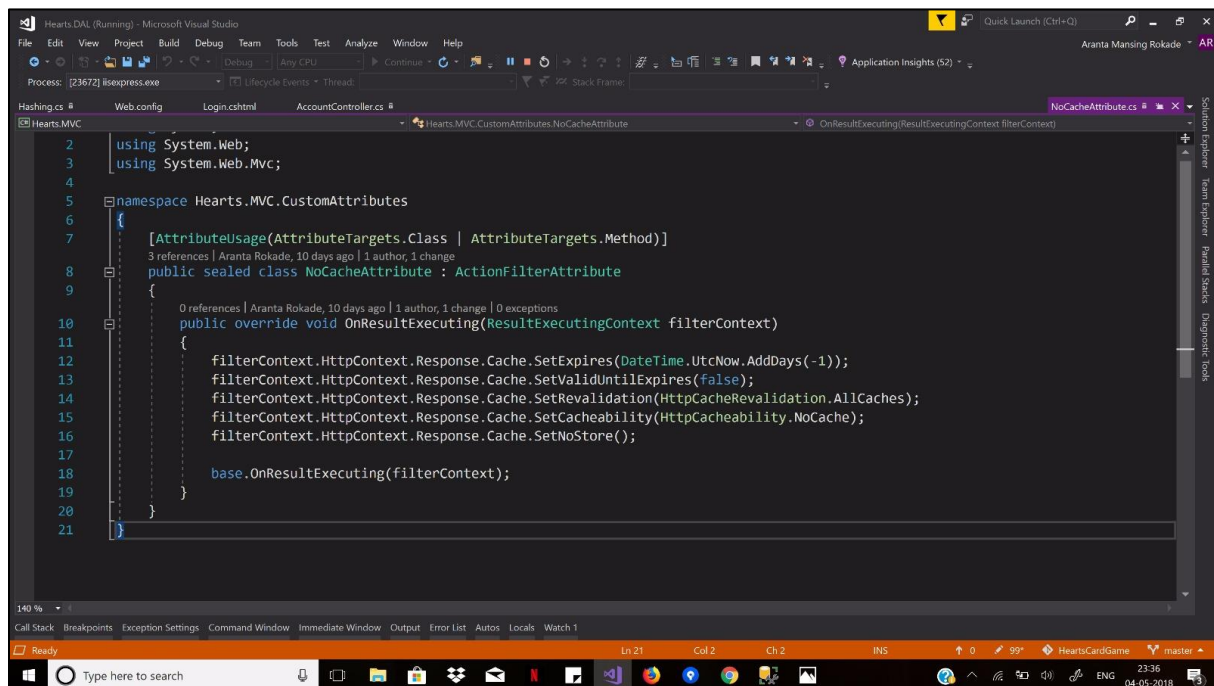 Hearts.DAL (Running) - Microsoft Visual Studio
Quick Launch (Ctrl+Q)
File Edit View Project Build Debug Team Tools Test Analyze Window Help
Aranta Mansing Rokade AR
Debug Any CPU Continue Application Insights (52)
Process: [23672] iisexpress.exe Lifecycle Events Thread: Stack Frame:
Hashing.cs Web.config Login.cshtml AccountController.cs NoCacheAttribute.cs
Hearts.MVC Hearts.MVC.CustomAttributes.NoCacheAttribute OnResultExecuting(ResultExecutingContext filterContext)
2 using System.Web;
3 using System.Web.Mvc;
4
5 namespace Hearts.MVC.CustomAttributes
6 {
7 [AttributeUsage(AttributeTargets.Class | AttributeTargets.Method)]
3 references | Aranta Rokade, 10 days ago | 1 author, 1 change
8 public sealed class NoCacheAttribute : ActionFilterAttribute
9 {
0 references | Aranta Rokade, 10 days ago | 1 author, 1 change | 0 exceptions
10 public override void OnResultExecuting(ResultExecutingContext filterContext)
11 {
12 filterContext.HttpContext.Response.Cache.SetExpires(DateTime.UtcNow.AddDays(-1));
13 filterContext.HttpContext.Response.Cache.SetValidUntilExpires(false);
14 filterContext.HttpContext.Response.Cache.SetRevalidation(HttpCacheRevalidation.AllCaches);
15 filterContext.HttpContext.Response.Cache.SetCacheability(HttpCacheability.NoCache);
16 filterContext.HttpContext.Response.Cache.SetNoStore();
17
18 base.OnResultExecuting(filterContext);
19 }
20 }
21 }
Solution Explorer
Team Explorer
Parallel Stacks
Diagnostic Tools
140 %
Call Stack Breakpoints Exception Settings Command Window Immediate Window Output Error List Autos Locals Watch 1
Ready Ln 21 Col 2 Ch 2 INS 0 99+ HeartsCardGame master
Type here to search ENG 23:36
04-05-2018